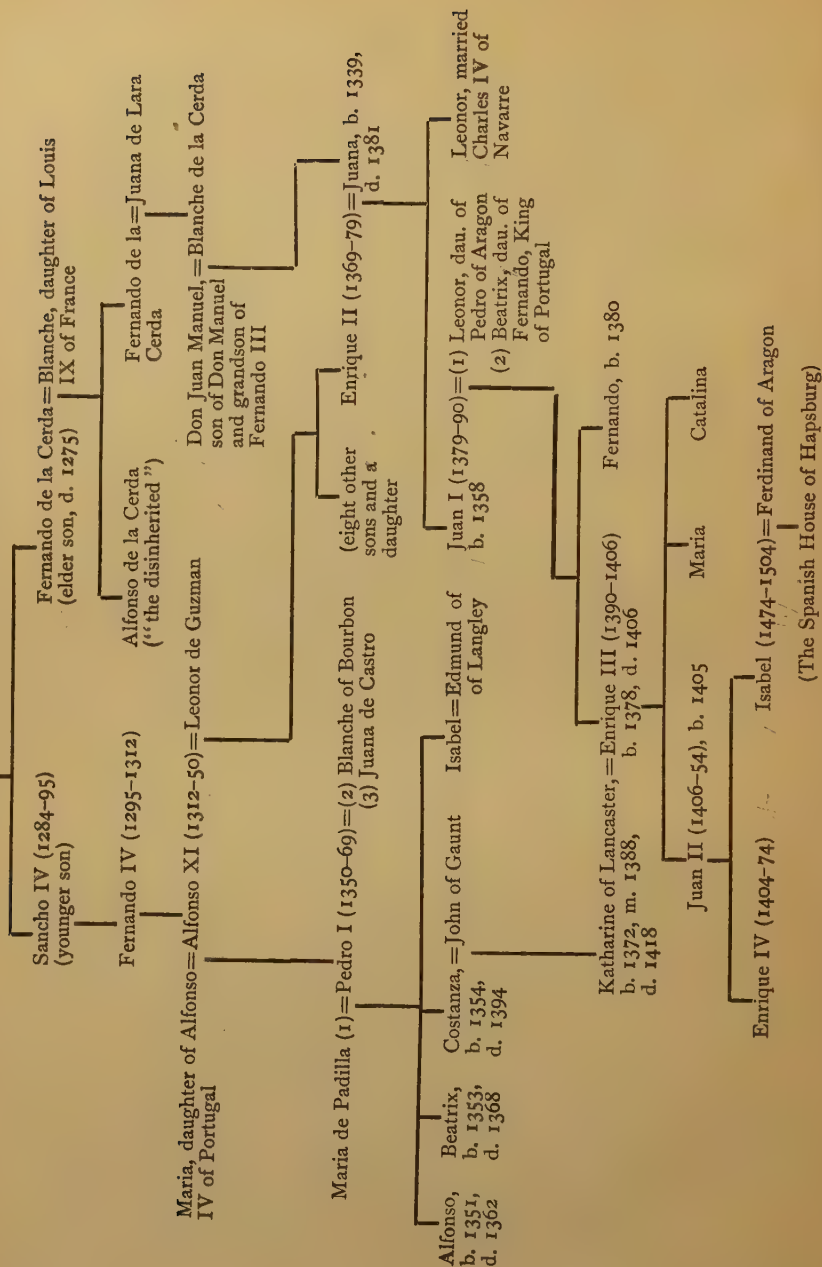 Sancho IV (1284–95)
(younger son)
Fernando de la Cerda=Blanche, daughter of Louis
(elder son, d. 1275)
IX of France
Fernando IV (1295–1312)
Alfonso de la Cerda
("the disinherited")
Fernando de la=Juana de Lara
Cerda
Maria, daughter of Alfonso=Alfonso XI (1312–50)=Leonor de Guzman
IV of Portugal
Don Juan Manuel,=Blanche de la Cerda
son of Don Manuel
and grandson of
Fernando III
Maria de Padilla (1)=Pedro I (1350–69)=(2) Blanche of Bourbon
(3) Juana de Castro
(eight other
sons and a
daughter
Enrique II (1369–79)=Juana, b. 1339,
d. 1381
Alfonso,
b. 1351,
d. 1362
Beatrix,
b. 1353,
d. 1368
Costanza,=John of Gaunt
b. 1354,
d. 1394
Isabel=Edmund of
of Langley
Juan I (1379–90)=(1) Leonor, dau. of
b. 1358
Pedro of Aragon
(2) Beatrix, dau. of
Fernando, King
of Portugal
Leonor, married
Charles IV of
Navarre
Katharine of Lancaster,=Enrique III (1390–1406)
b. 1372, m. 1388,
d. 1418
b. 1378, d. 1406
Fernando, b. 1380
Juan II (1406–54), b. 1405
Maria
Catalina
Enrique IV (1404–74)
Isabel (1474–1504)=Ferdinand of Aragon
(The Spanish House of Hapsburg)